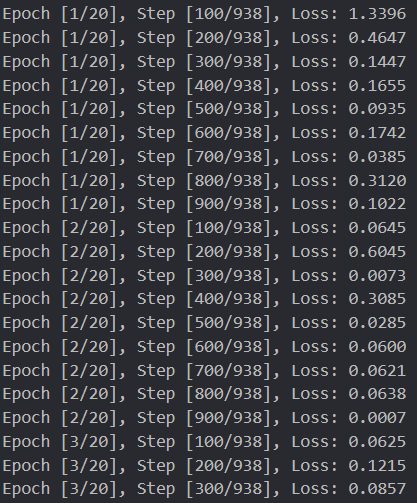 Epoch [1/20], Step [100/938], Loss: 1.3396
Epoch [1/20], Step [200/938], Loss: 0.4647
Epoch [1/20], Step [300/938], Loss: 0.1447
Epoch [1/20], Step [400/938], Loss: 0.1655
Epoch [1/20], Step [500/938], Loss: 0.0935
Epoch [1/20], Step [600/938], Loss: 0.1742
Epoch [1/20], Step [700/938], Loss: 0.0385
Epoch [1/20], Step [800/938], Loss: 0.3120
Epoch [1/20], Step [900/938], Loss: 0.1022
Epoch [2/20], Step [100/938], Loss: 0.0645
Epoch [2/20], Step [200/938], Loss: 0.6045
Epoch [2/20], Step [300/938], Loss: 0.0073
Epoch [2/20], Step [400/938], Loss: 0.3085
Epoch [2/20], Step [500/938], Loss: 0.0285
Epoch [2/20], Step [600/938], Loss: 0.0600
Epoch [2/20], Step [700/938], Loss: 0.0621
Epoch [2/20], Step [800/938], Loss: 0.0638
Epoch [2/20], Step [900/938], Loss: 0.0007
Epoch [3/20], Step [100/938], Loss: 0.0625
Epoch [3/20], Step [200/938], Loss: 0.1215
Epoch [3/20], Step [300/938], Loss: 0.0857